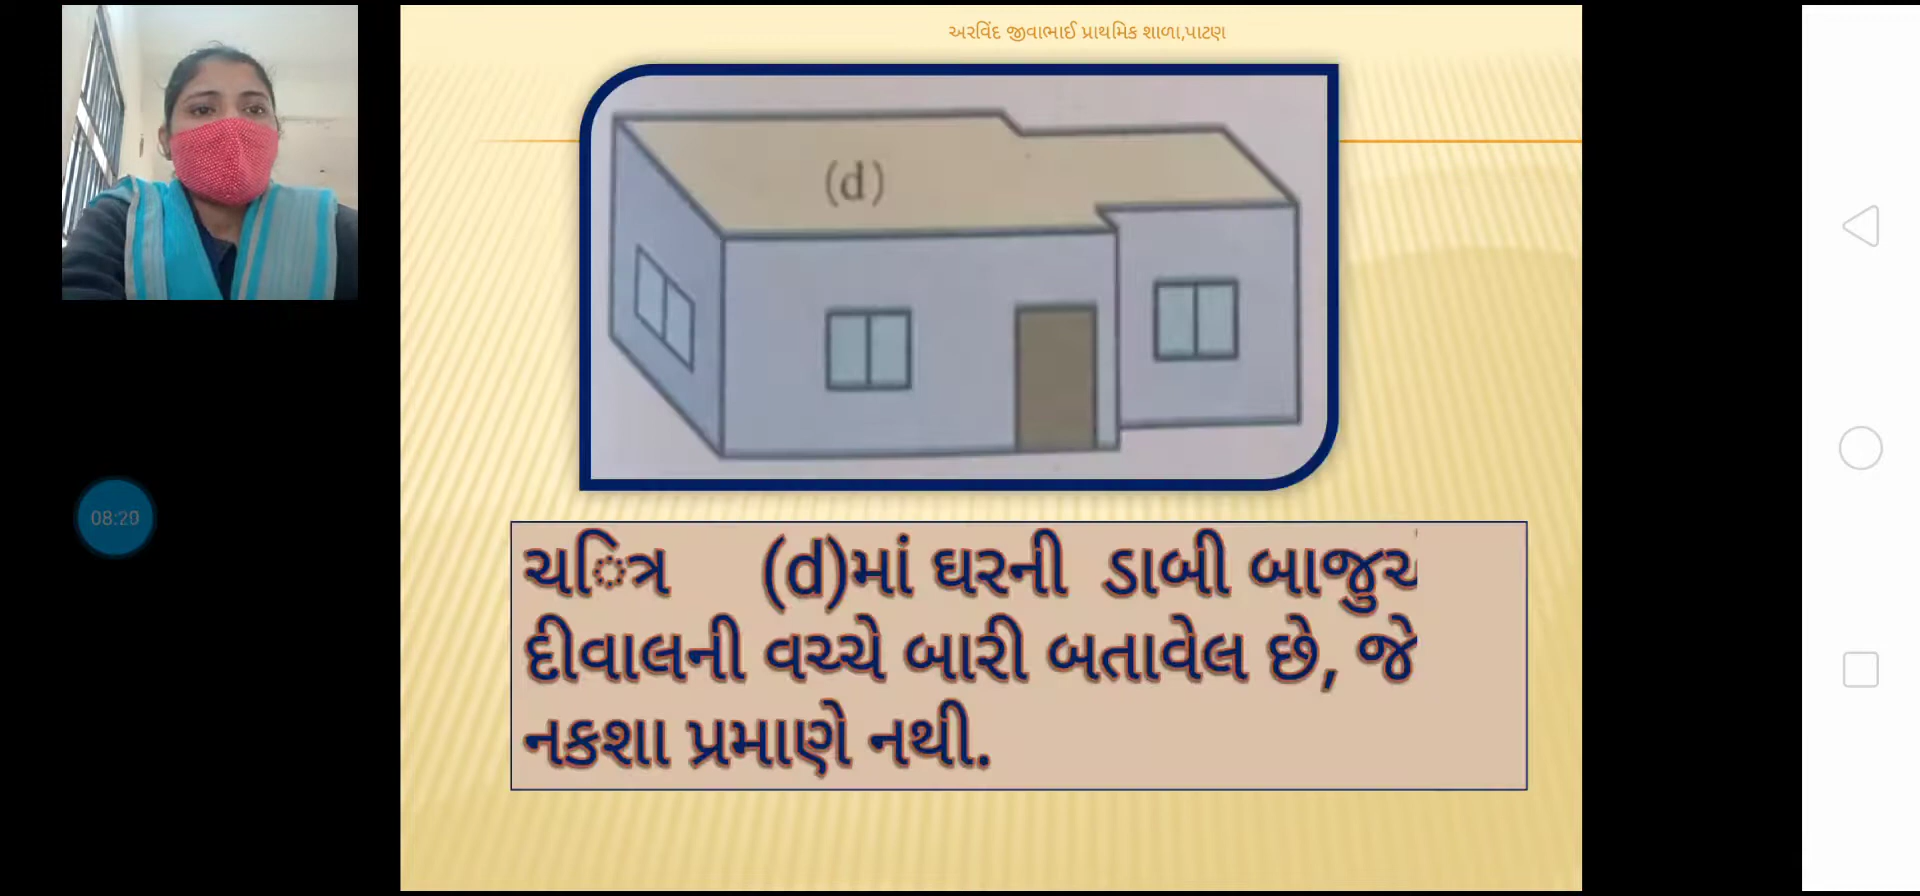 અરવિંદ જીવાભાઈ પ્રાથમિક શાળા,પાટણ
(d)
ચિત્ર (d)માં ઘરની ડાબી
દીવાલની વચ્ચે બારી બતાવેલ છે, જે
નકશા પ્રમાણે નથી.
08:20